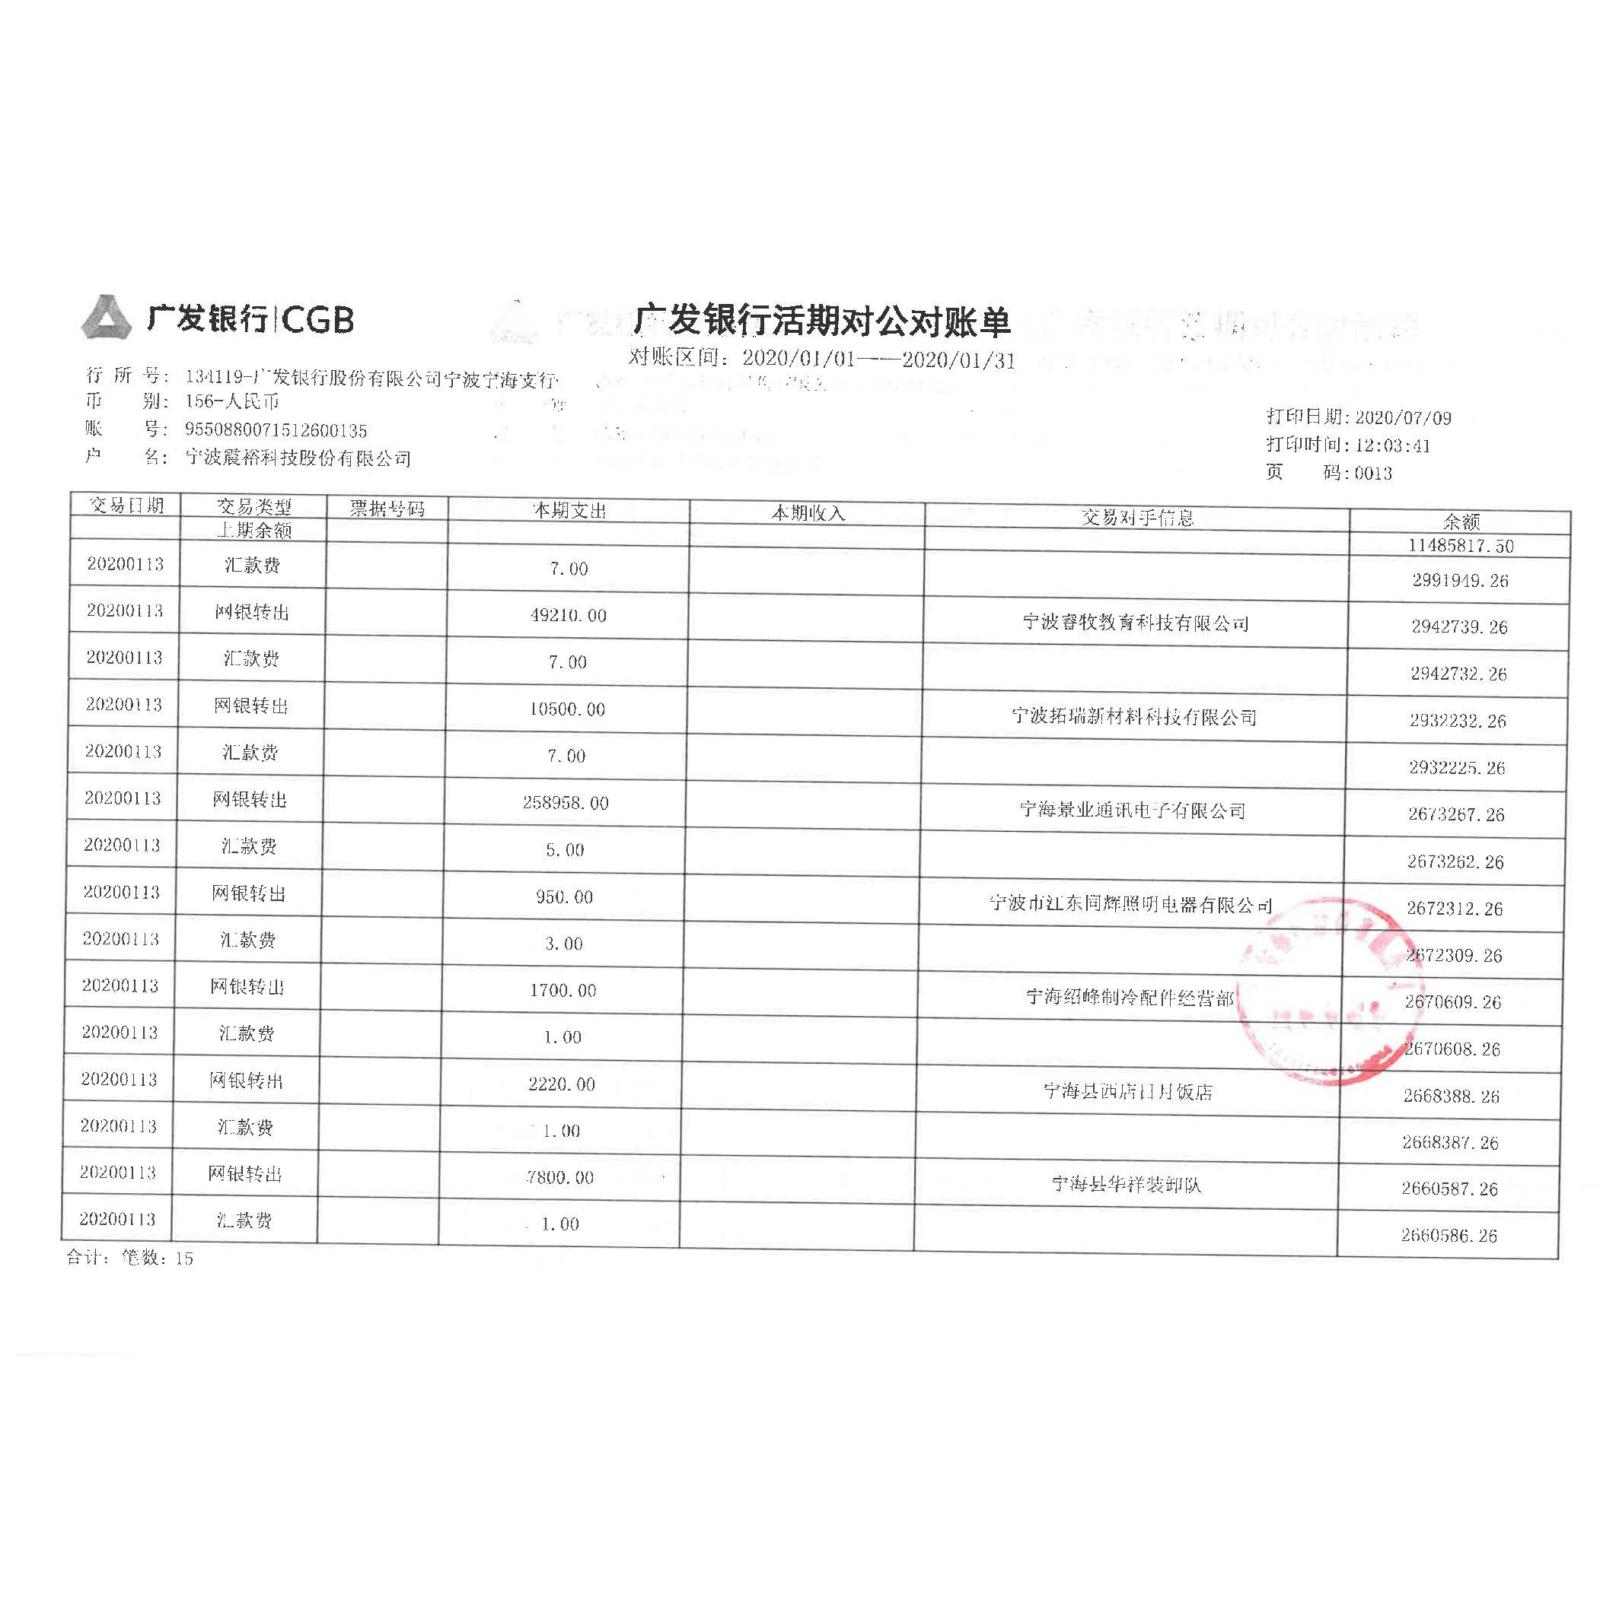 广发银行|CGB
广发银行活期对公对账单
对账区间：2020/01/01——2020/01/31
行所号：134119-广发银行股份有限公司宁波宁海支行
币 别：156-人民币
账 号：9550880071512600135
户 名：宁波震裕科技股份有限公司
打印日期:2020/07/09
打印时间:12:03:41
页 码:0013
交易日期 交易类型 票据号码 本期支出 本期收入 交易对手信息 余额
上期余额 11485817.50
20200113 汇款费 7.00 2991949.26
20200113 网银转出 49210.00 宁波睿牧教育科技有限公司 2942739.26
20200113 汇款费 7.00 2942732.26
20200113 网银转出 10500.00 宁波拓瑞新材料科技有限公司 2932232.26
20200113 汇款费 7.00 2932225.26
20200113 网银转出 258958.00 宁海景业通讯电子有限公司 2673267.26
20200113 汇款费 5.00 2673262.26
20200113 网银转出 950.00 宁波市江东同辉照明电器有限公司 2672312.26
20200113 汇款费 3.00 2672309.26
20200113 网银转出 1700.00 宁海绍峰制冷配件经营部 2670609.26
20200113 汇款费 1.00 2670608.26
20200113 网银转出 2220.00 宁海县西店日月饭店 2668388.26
20200113 汇款费 1.00 2668387.26
20200113 网银转出 7800.00 宁海县华祥装卸队 2660587.26
20200113 汇款费 1.00 2660586.26
合计：笔数：15